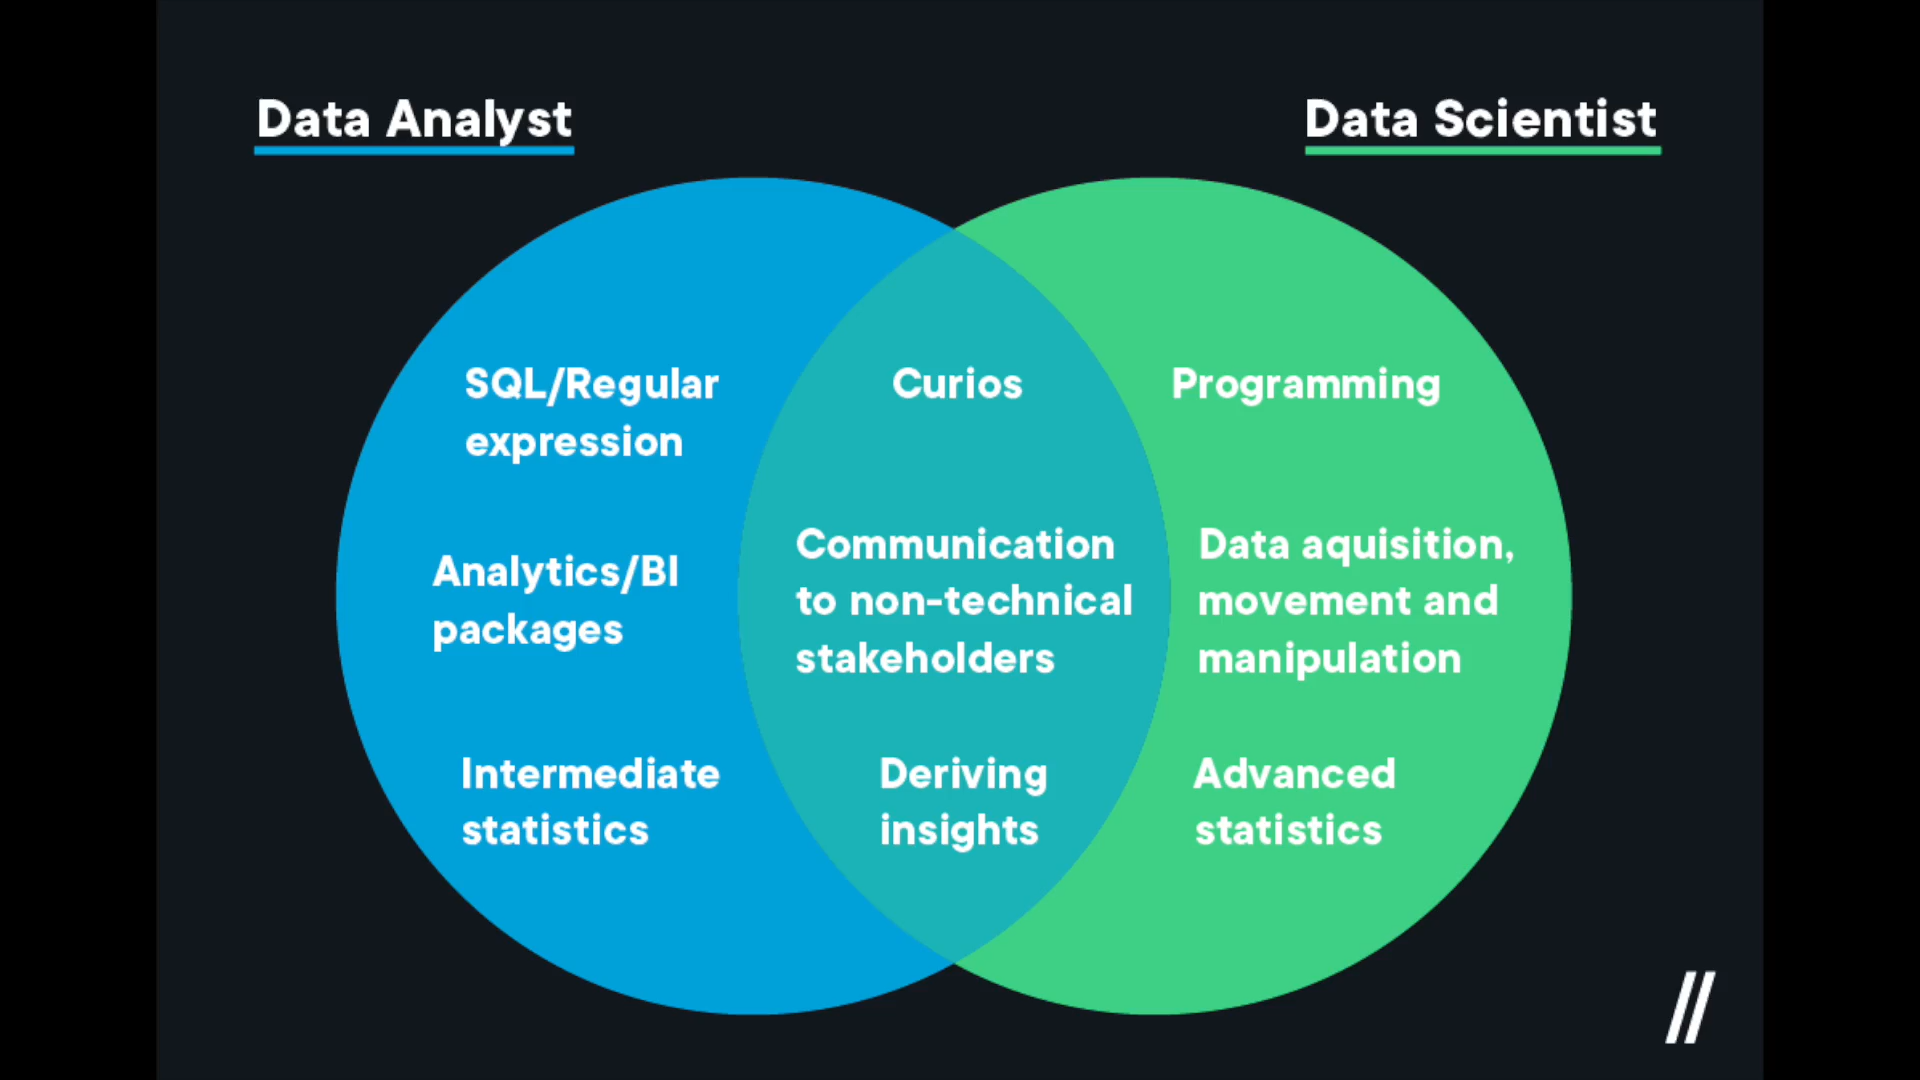 Data Analyst
Data Scientist
SQL/Regular
expression
Analytics/BI
packages
Intermediate
statistics
Curios
Communication
to non-technical
stakeholders
Deriving
insights
Programming
Data aquisition,
movement and
manipulation
Advanced
statistics